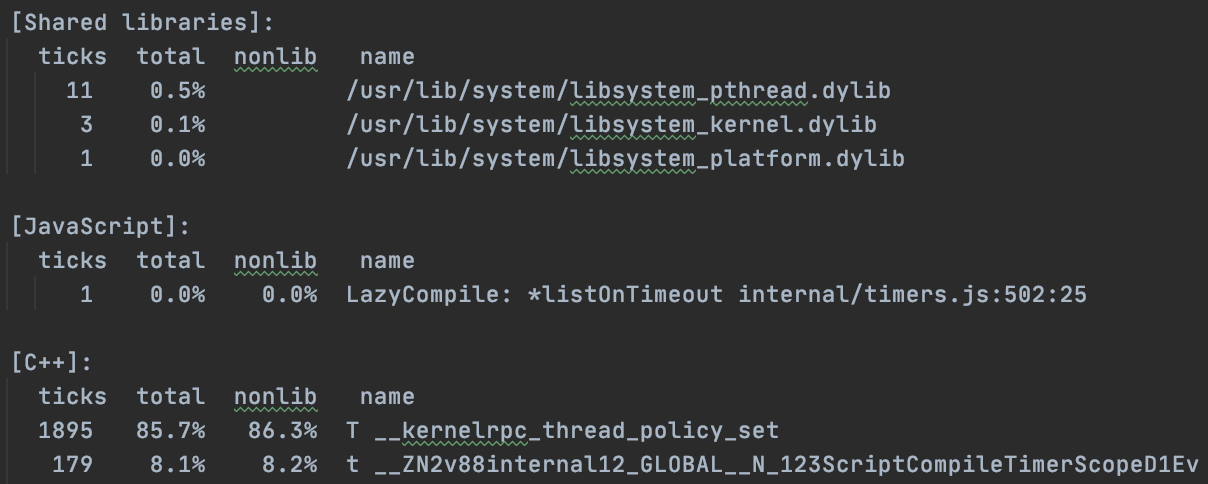 [Shared libraries]:
ticks total nonlib name
11 0.5% /usr/lib/system/libsystem_pthread.dylib
3 0.1% /usr/lib/system/libsystem_kernel.dylib
1 0.0% /usr/lib/system/libsystem_platform.dylib
[JavaScript]:
ticks total nonlib name
1 0.0% 0.0% LazyCompile: *listOnTimeout internal/timers.js:502:25
[C++]:
ticks total nonlib name
1895 85.7% 86.3% T __kernelrpc_thread_policy_set
179 8.1% 8.2% t __ZN2v88internal12_GLOBAL__N_123ScriptCompileTimerScopeD1Ev